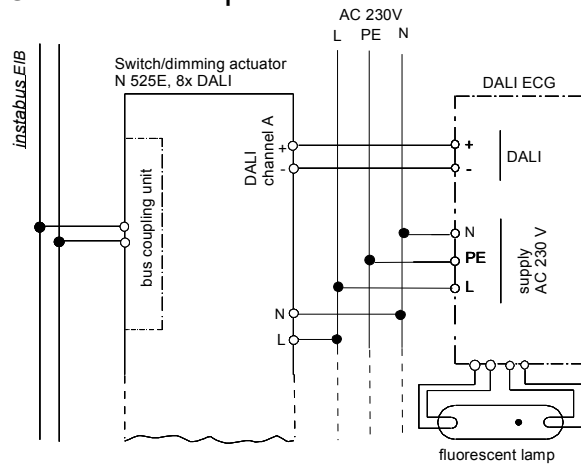 AC 230V
L PE N
instabus EIB
Switch/dimming actuator
N 525E, 8x DALI
DALI ECG
bus coupling unit
DALI
channel A
+
-
+
-
DALI
N
PE
L
supply
AC 230 V
N
L
fluorescent lamp